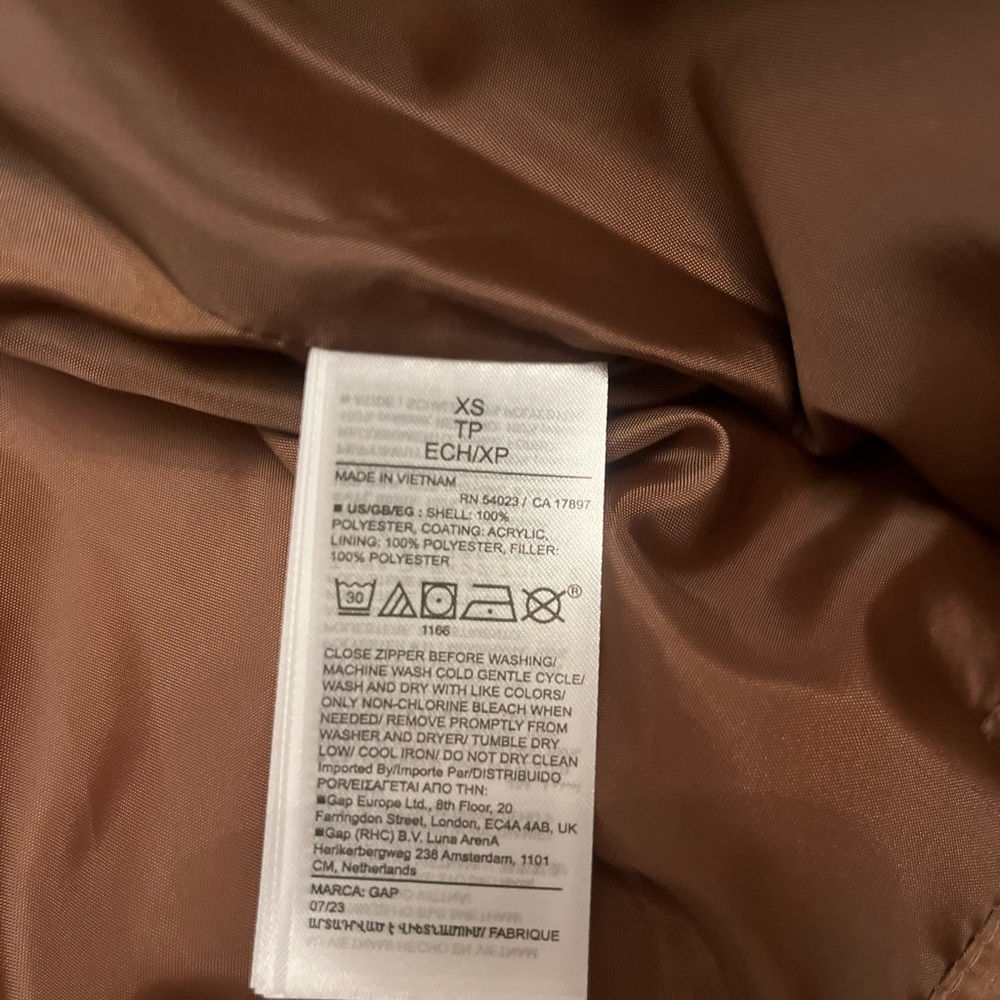 XS
TP
ECH/XP
MADE IN VIETNAM
RN 54023 / CA 17897
■ US/GB/EG : SHELL: 100%
POLYESTER, COATING: ACRYLIC,
LINING: 100% POLYESTER, FILLER:
100% POLYESTER
30
®
1166
CLOSE ZIPPER BEFORE WASHING/
MACHINE WASH COLD GENTLE CYCLE/
WASH AND DRY WITH LIKE COLORS/
ONLY NON-CHLORINE BLEACH WHEN
NEEDED/ REMOVE PROMPTLY FROM
WASHER AND DRYER/ TUMBLE DRY
LOW/ COOL IRON/ DO NOT DRY CLEAN
Imported By/Importe Par/DISTRIBUIDO
POR/ΕΙΣΑΓΕΤΑΙ ΑΠΟ ΤΗΝ:
■Gap Europe Ltd., 8th Floor, 20
Farringdon Street, London, EC4A 4AB, UK
■Gap (RHC) B.V. Luna ArenA
Herikerbergweg 238 Amsterdam, 1101
CM, Netherlands
MARCA: GAP
07/23
ԱՐՏԱԴՐՎԱԾ Է ՎԻԵՏՆԱՄՈՒՄ/ FABRIQUE